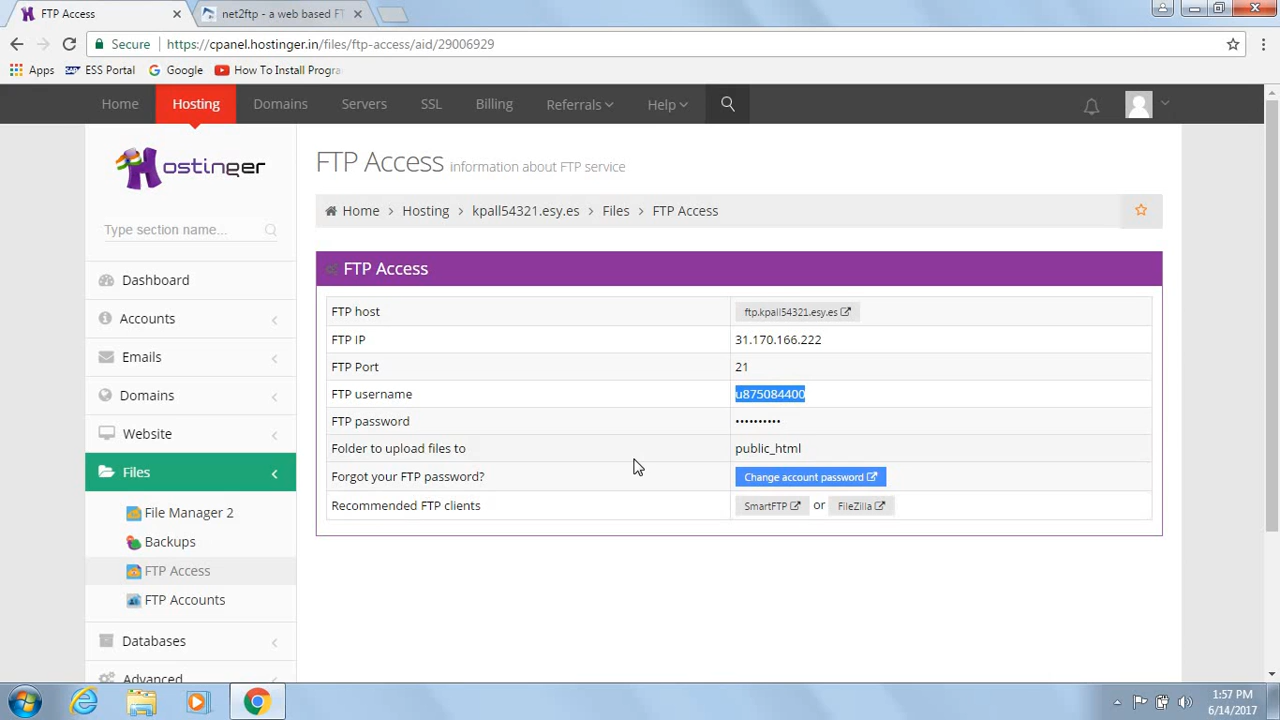 FTP Access
net2ftp - a web based FT
Secure
https://cpanel.hostinger.in/files/ftp-access/aid/29006929
Apps
SAP ESS Portal
Google
How To Install Progra
Home
Hosting
Domains
Servers
SSL
Billing
Referrals
Help
Hostinger
Type section name...
Dashboard
Accounts
Emails
Domains
Website
Files
File Manager 2
Backups
FTP Access
FTP Accounts
Databases
Advanced
FTP Access information about FTP service
Home > Hosting > kpall54321.esy.es > Files > FTP Access
FTP Access
FTP host ftp.kpall54321.esy.es
FTP IP 31.170.166.222
FTP Port 21
FTP username u875084400
FTP password ••••••••••
Folder to upload files to public_html
Forgot your FTP password? Change account password
Recommended FTP clients SmartFTP or FileZilla
1:57 PM
6/14/2017